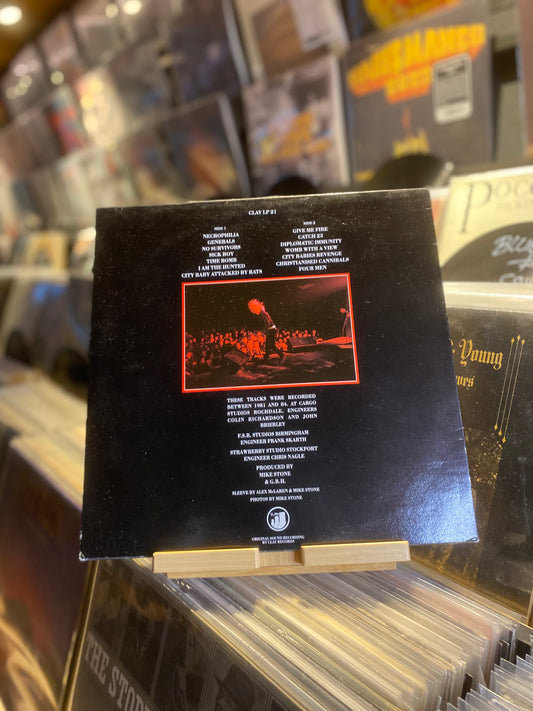 CLAY LP 21
SIDE 1
NECROPHILIA
GENERALS
NO SURVIVORS
SICK BOY
TIME BOMB
I AM THE HUNTED
CITY BABY ATTACKED BY RATS
SIDE 2
GIVE ME FIRE
CATCH 23
DIPLOMATIC IMMUNITY
WOMB WITH A VIEW
CITY BABIES REVENGE
CHRISTIANISED CANNIBALS
FOUR MEN
THESE TRACKS WERE RECORDED
BETWEEN 1981 AND 84. AT CARGO
STUDIOS ROCHDALE, ENGINEERS
COLIN RICHARDSON AND JOHN
BRIERLEY
F.S.R. STUDIOS BIRMINGHAM
ENGINEER FRANK SKARTH
STRAWBERRY STUDIO STOCKPORT
ENGINEER CHRIS NAGLE
PRODUCED BY
MIKE STONE
& G.B.H.
SLEEVE BY ALEX McLAREN & MIKE STONE
PHOTOS BY MIKE STONE
ORIGINAL SOUND RECORDING
BY CLAY RECORDS
POCO
PICKIN
Young
THE STO